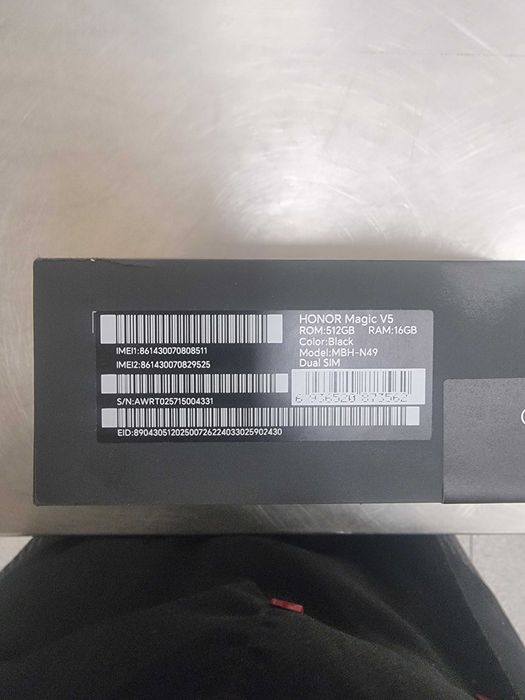 HONOR Magic V5
ROM:512GB RAM:16GB
Color:Black
Model:MBH-N49
Dual SIM
IMEI1:861430070808511
IMEI2:861430070829525
S/N:AWRT025715004331
6 936520 873562
EID:89043051202500726224033025902430